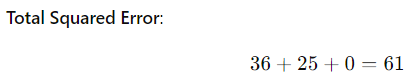 Total Squared Error:
36 + 25 + 0 = 61